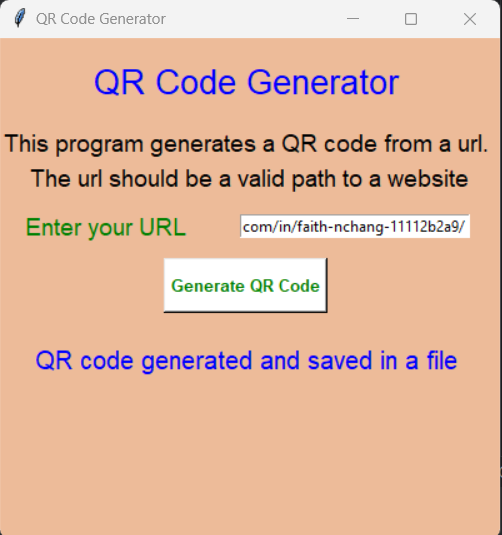 QR Code Generator
QR Code Generator
This program generates a QR code from a url.
The url should be a valid path to a website
Enter your URL com/in/faith-nchang-11112b2a9/
Generate QR Code
QR code generated and saved in a file